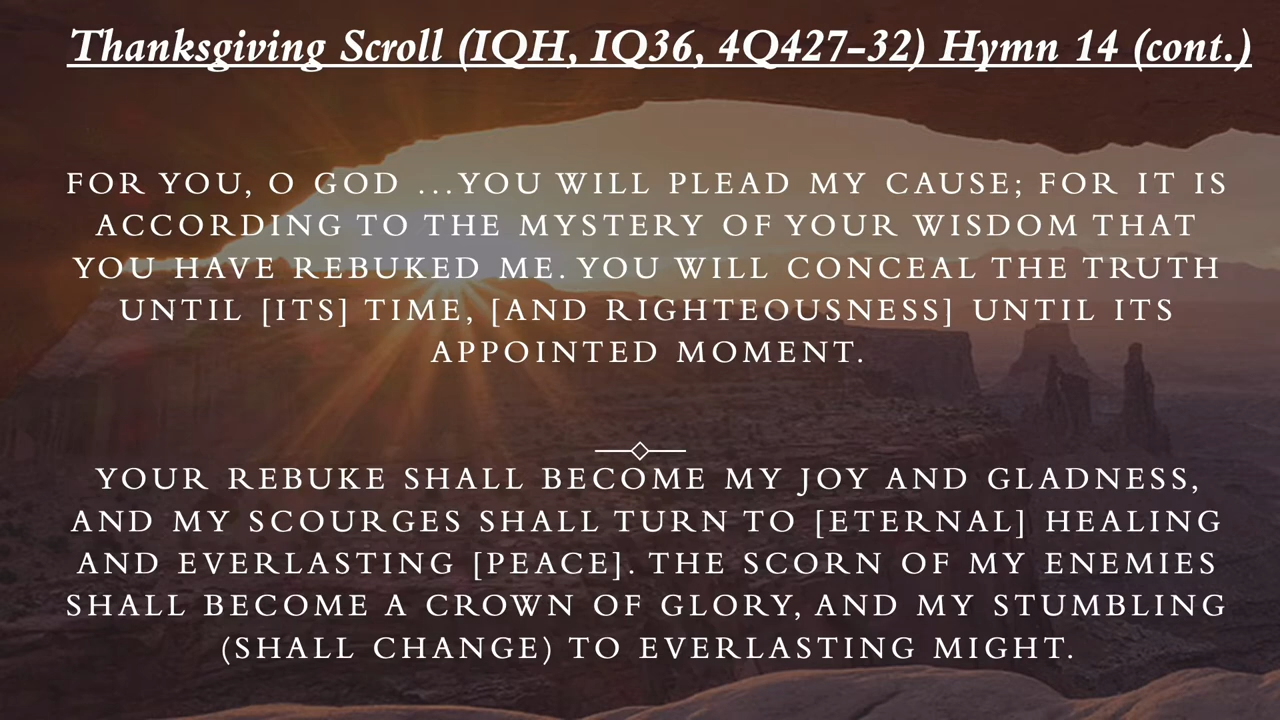 Thanksgiving Scroll (IQH, IQ36, 4Q427-32) Hymn 14 (cont.)
FOR YOU, O GOD ...YOU WILL PLEAD MY CAUSE; FOR IT IS
ACCORDING TO THE MYSTERY OF YOUR WISDOM THAT
YOU HAVE REBUKED ME. YOU WILL CONCEAL THE TRUTH
UNTIL [ITS] TIME, [AND RIGHTEOUSNESS] UNTIL ITS
APPOINTED MOMENT.
YOUR REBUKE SHALL BECOME MY JOY AND GLADNESS,
AND MY SCOURGES SHALL TURN TO [ETERNAL] HEALING
AND EVERLASTING [PEACE]. THE SCORN OF MY ENEMIES
SHALL BECOME A CROWN OF GLORY, AND MY STUMBLING
(SHALL CHANGE) TO EVERLASTING MIGHT.